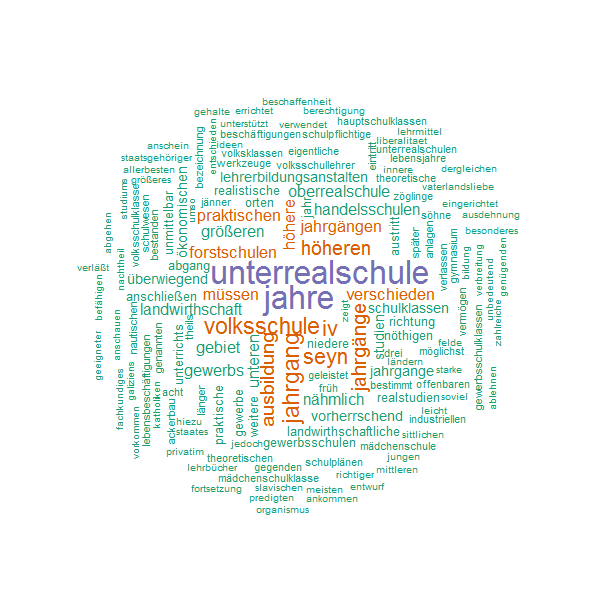 beschaffenheit
gehalte errichtet berechtigung
unterstützt verwendet hauptschulklassen
entschieden beschäftigungen schulpflichtige lehrmittel
anschein bezeichnung ideen eigentliche eintritt liberalitaet
staatsgehöriger volksklassen unterrealschulen
allerbesten werkzeuge volksschullehrer innere lebensjahre
größeres lehrerbildungsanstalten theoretische dergleichen
studiums volksschulklasse ökonomischen realistische oberrealschule vaterlandsliebe
umso jänner orten jahr zöglinge eingerichtet
schulwesen bestanden unmittelbar praktischen höhere handelsschulen söhne ausdehnung
abgehen größeren jahrgängen austritt später anlagen besonderes
forstschulen höheren gymnasium
verläßt nachtheil abgang verlassen bildung verbreitung genügenden
befähigen überwiegend unterrealschule
anschließen müssen jahre verschieden vermögen unbedeutend
landwirthschaft zeigt schulklassen zahlreiche
nautischen theils volksschule iv richtung
geeigneter anschauen genannten unterrichts gebiet niedere jahrgänge studien nöthigen felde gewerbsschulklassen
unteren seyn drei möglichst
galiziens gewerbs ländern
lebensbeschäftigungen ausbildung jahrgang geleistet jahrgange starke
fachkundiges katholiken acht früh bestimmt offenbaren ablehnen
länger praktische gewerbe weitere nähmlich realstudien soviel
vorkommen ackerbau vorherrschend leicht
hiezu industriellen
staates landwirthschaftliche sittlichen
jedoch gewerbsschulen mädchenschule
privatim theoretischen jungen
lehrbücher gegenden schulplänen mittleren
mädchenschulklasse richtiger
fortsetzung slavischen meisten entwurf
predigten ankommen
organismus